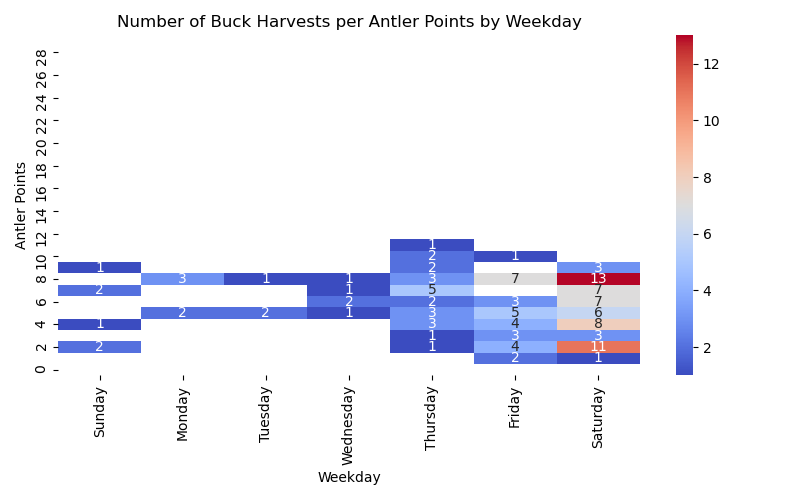 Number of Buck Harvests per Antler Points by Weekday
28
26
24
22
20
18
16
14
12
10
8
6
4
2
0
Antler Points
1
2 1
1 2 3
3 1 1 3 7 13
2 1 5 7
2 2 3 7
2 2 1 3 5 6
1 3 4 8
1 3 3
2 1 4 11
2 1
Sunday Monday Tuesday Wednesday Thursday Friday Saturday
Weekday
12
10
8
6
4
2